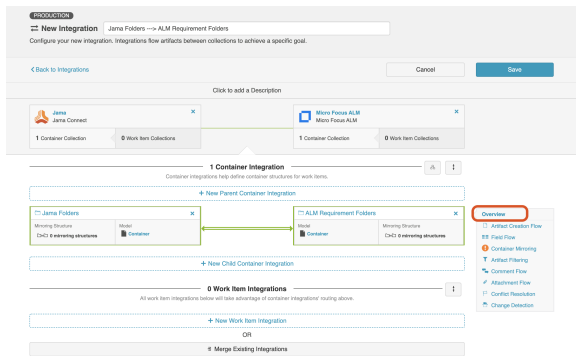 PRODUCTION
New Integration
Jama Folders —> ALM Requirement Folders
Configure your new integration. Integrations flow artifacts between collections to achieve a specific goal.
Back to Integrations
Cancel
Save
Click to add a Description
Jama
Jama Connect
1 Container Collection
0 Work Item Collections
Micro Focus ALM
Micro Focus ALM
1 Container Collection
0 Work Item Collections
1 Container Integration
Container integrations help define container structures for work items.
+ New Parent Container Integration
Jama Folders
Mirroring Structure
0 mirroring structures
Model
Container
ALM Requirement Folders
Model
Container
Mirroring Structure
0 mirroring structures
+ New Child Container Integration
0 Work Item Integrations
All work item integrations below will take advantage of container integrations' routing above.
+ New Work Item Integration
OR
Merge Existing Integrations
Overview
Artifact Creation Flow
Field Flow
Container Mirroring
Artifact Filtering
Comment Flow
Attachment Flow
Conflict Resolution
Change Detection